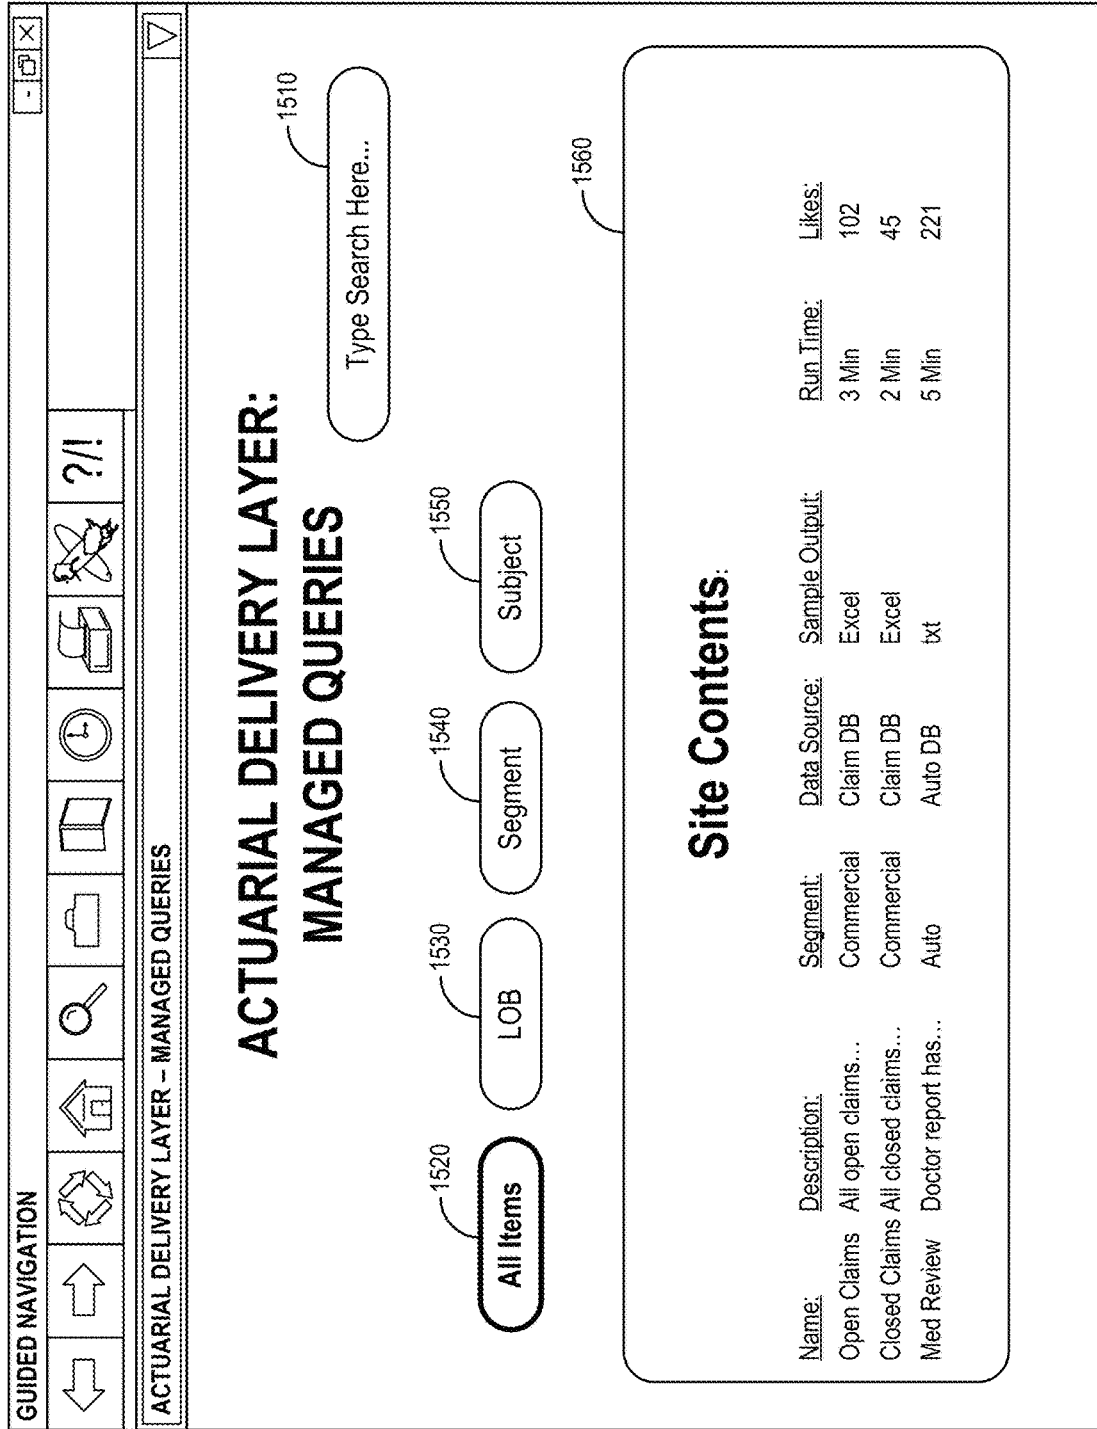 GUIDED NAVIGATION
-
?/!
ACTUARIAL DELIVERY LAYER – MANAGED QUERIES
ACTUARIAL DELIVERY LAYER:
MANAGED QUERIES
1510
Type Search Here...
1520 1530 1540 1550
All Items LOB Segment Subject
1560
Site Contents:
Name: Description: Segment: Data Source: Sample Output: Run Time: Likes:
Open Claims All open claims... Commercial Claim DB Excel 3 Min 102
Closed Claims All closed claims... Commercial Claim DB Excel 2 Min 45
Med Review Doctor report has... Auto Auto DB txt 5 Min 221